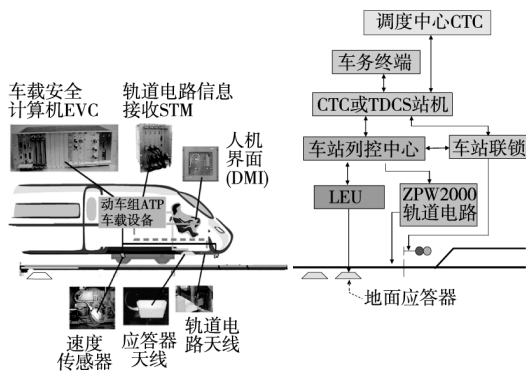 车载安全
计算机EVC
轨道电路信息
接收STM
人机
界面
(DMI)
动车组ATP
车载设备
速度
传感器
应答器
天线
轨道电
路天线
调度中心CTC
车务终端
CTC或TDCS站机
车站列控中心
车站联锁
LEU
ZPW2000
轨道电路
地面应答器